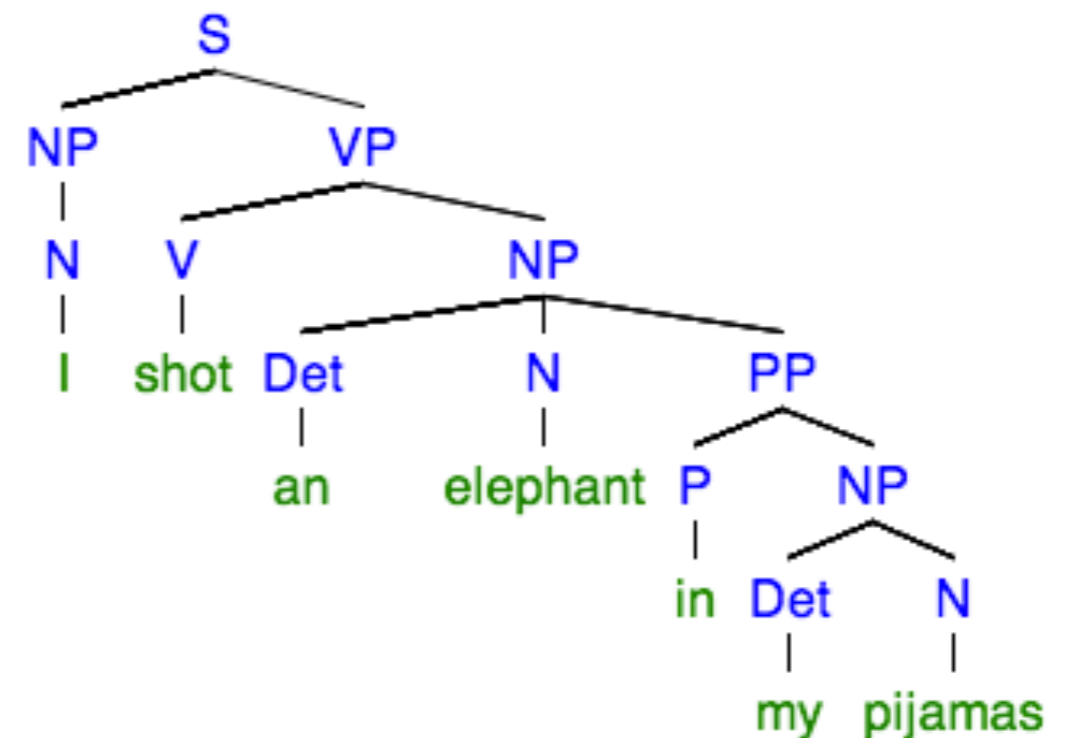 S
NP VP
N V NP
I shot Det N PP
an elephant P NP
in Det N
my pijamas